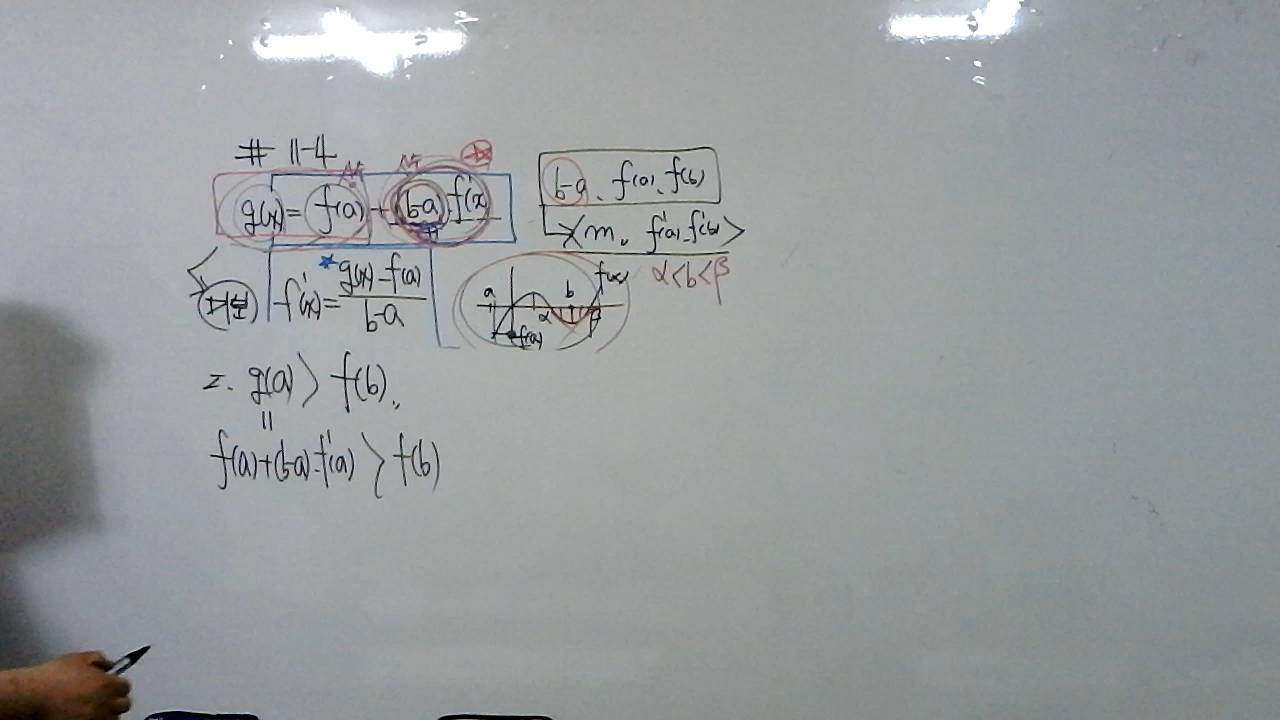 # 11-4
g(x) = f(a) + (b-a)·f'(x)
b-a, f(a), f(b)
m, f'(a), f'(b)
α<b<β
f'(x) = g(x) - f(a) / b-a
a b f(x)
α β
f(a)
ㄷ. g(a) > f(b).
||
f(a)+(b-a)·f'(a) > f(b)